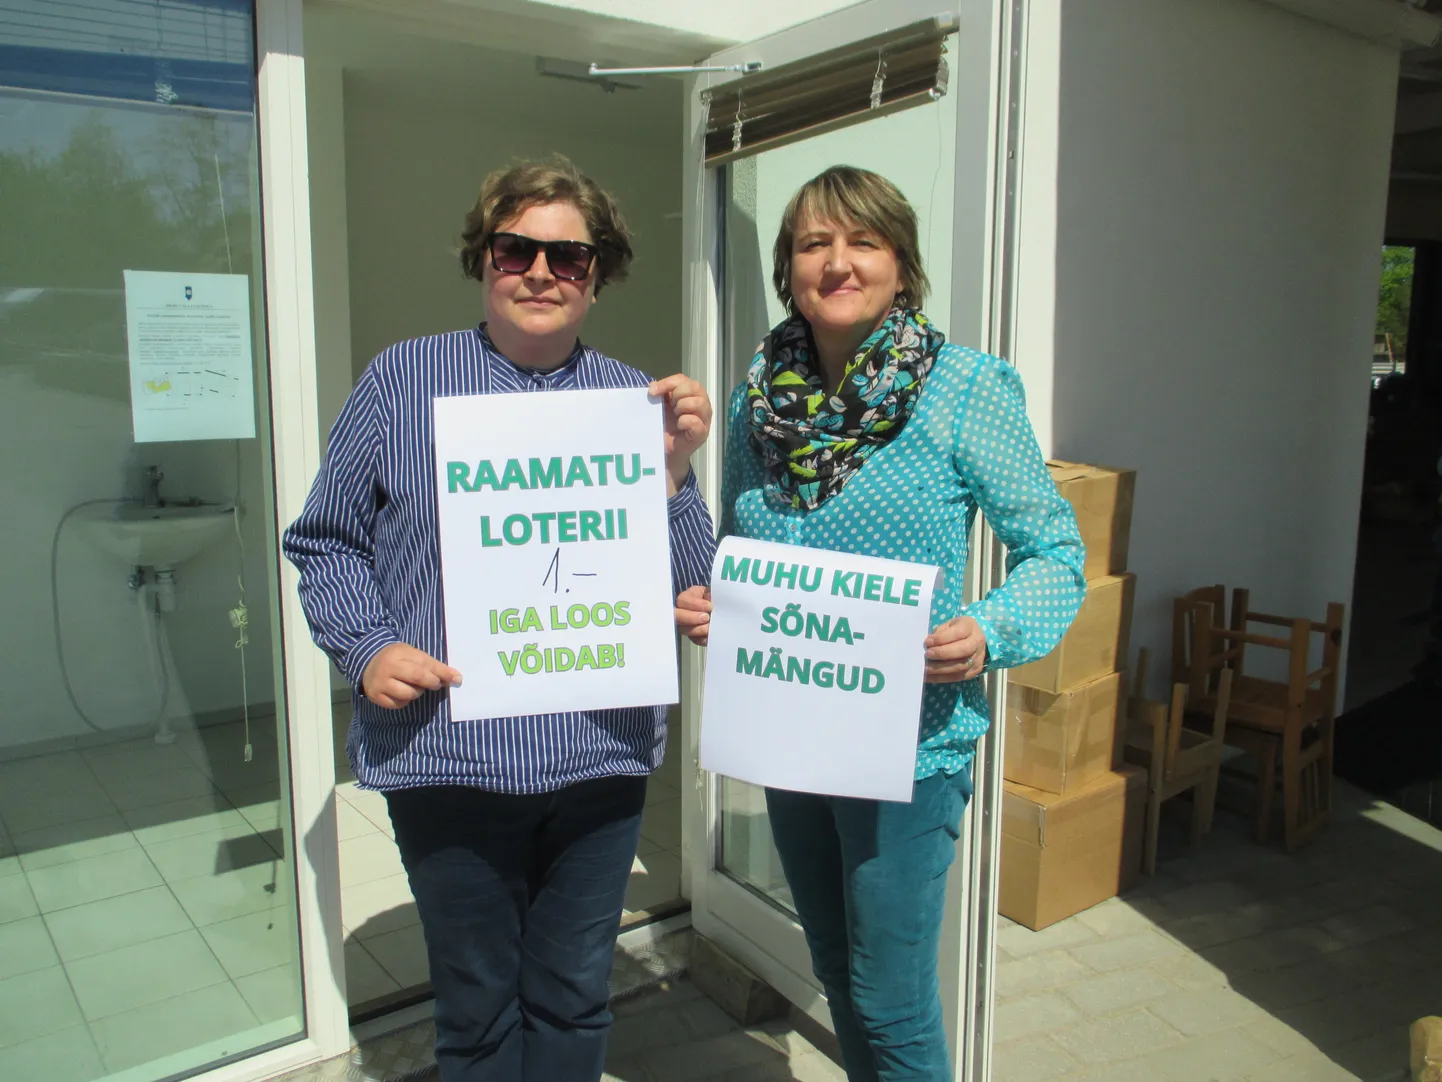 RAAMATU-
LOTERII
1.-
IGA LOOS
VÕIDAB!
MUHU KIELE
SÕNA-
MÄNGUD